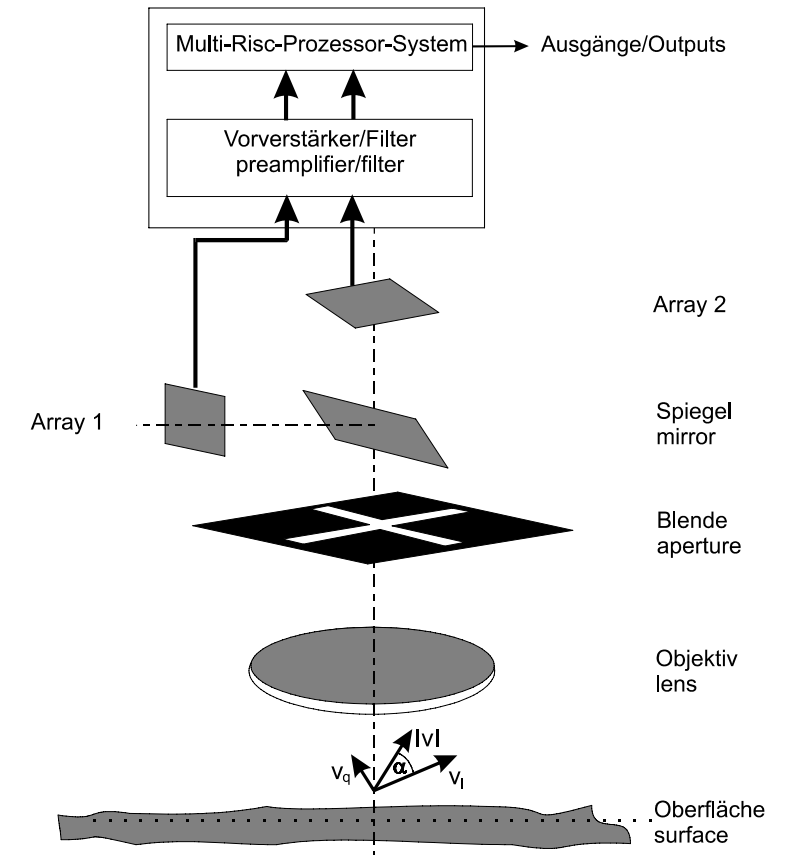 Multi-Risc-Prozessor-System
Ausgänge/Outputs
Vorverstärker/Filter
preamplifier/filter
Array 2
Array 1
Spiegel
mirror
Blende
aperture
Objektiv
lens
|v|
v_q
α
v_l
Oberfläche
surface